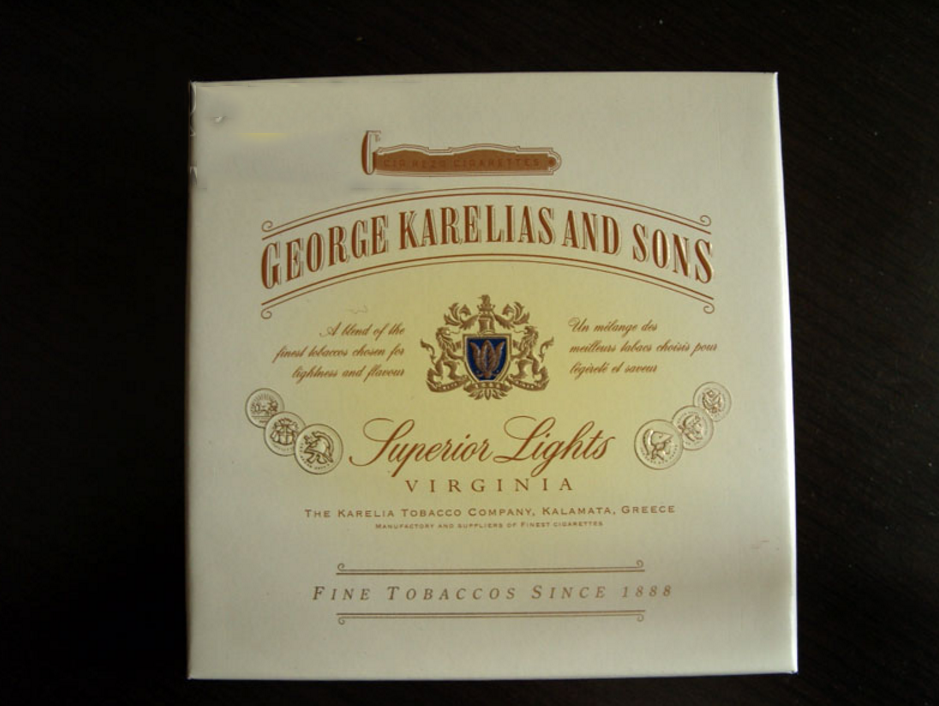 CIGARETTES
GEORGE KARELIAS AND SONS
A blend of the
finest tobaccos chosen for
lightness and flavour
Un mélange des
meilleurs tabacs choisis pour
légèreté et saveur
Superior Lights
VIRGINIA
THE KARELIA TOBACCO COMPANY, KALAMATA, GREECE
MANUFACTORY AND SUPPLIERS OF FINEST CIGARETTES
FINE TOBACCOS SINCE 1888